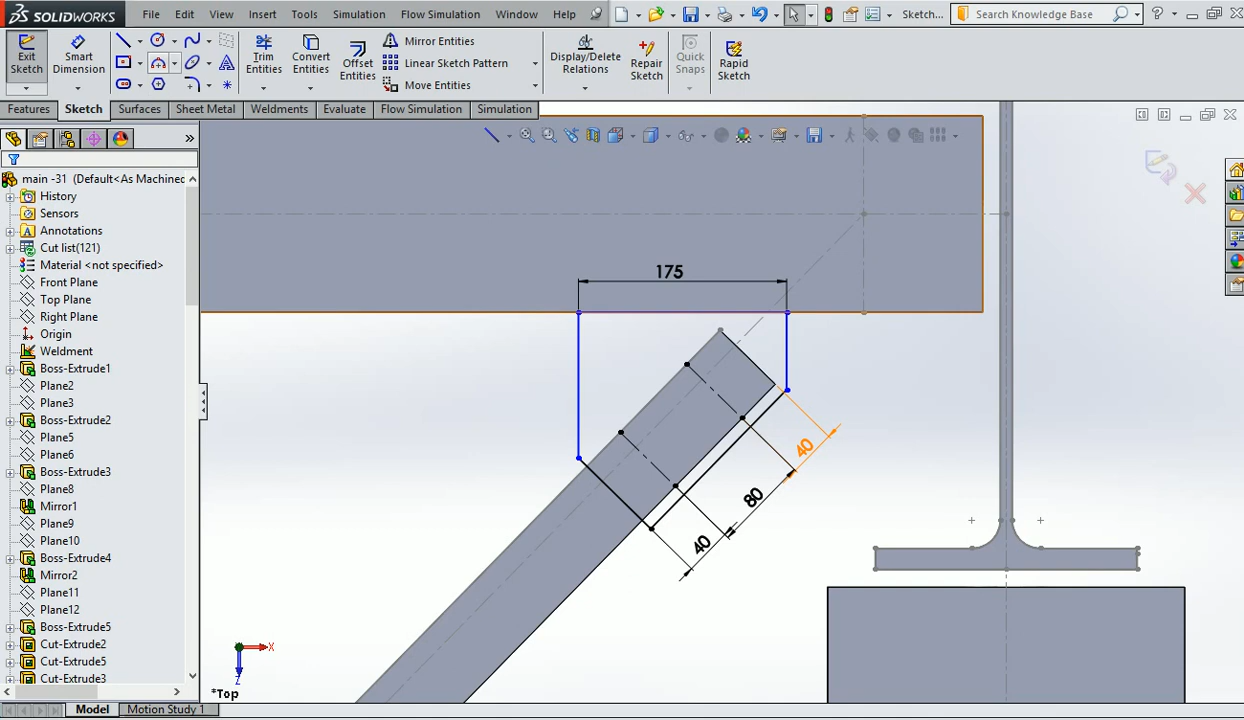 SOLIDWORKS File Edit View Insert Tools Simulation Flow Simulation Window Help Sketch... Search Knowledge Base ?
Exit Sketch
Smart Dimension
Trim Entities
Convert Entities
Offset Entities
Mirror Entities
Linear Sketch Pattern
Move Entities
Display/Delete Relations
Repair Sketch
Quick Snaps
Rapid Sketch
Features Sketch Surfaces Sheet Metal Weldments Evaluate Flow Simulation Simulation
main -31 (Default<As Machined
History
Sensors
Annotations
Cut list(121)
Material <not specified>
Front Plane
Top Plane
Right Plane
Origin
Weldment
Boss-Extrude1
Plane2
Plane3
Boss-Extrude2
Plane5
Plane6
Boss-Extrude3
Plane8
Mirror1
Plane9
Plane10
Boss-Extrude4
Mirror2
Plane11
Plane12
Boss-Extrude5
Cut-Extrude2
Cut-Extrude5
Cut-Extrude3
175
40
80
40
X
Z
*Top
Model Motion Study 1